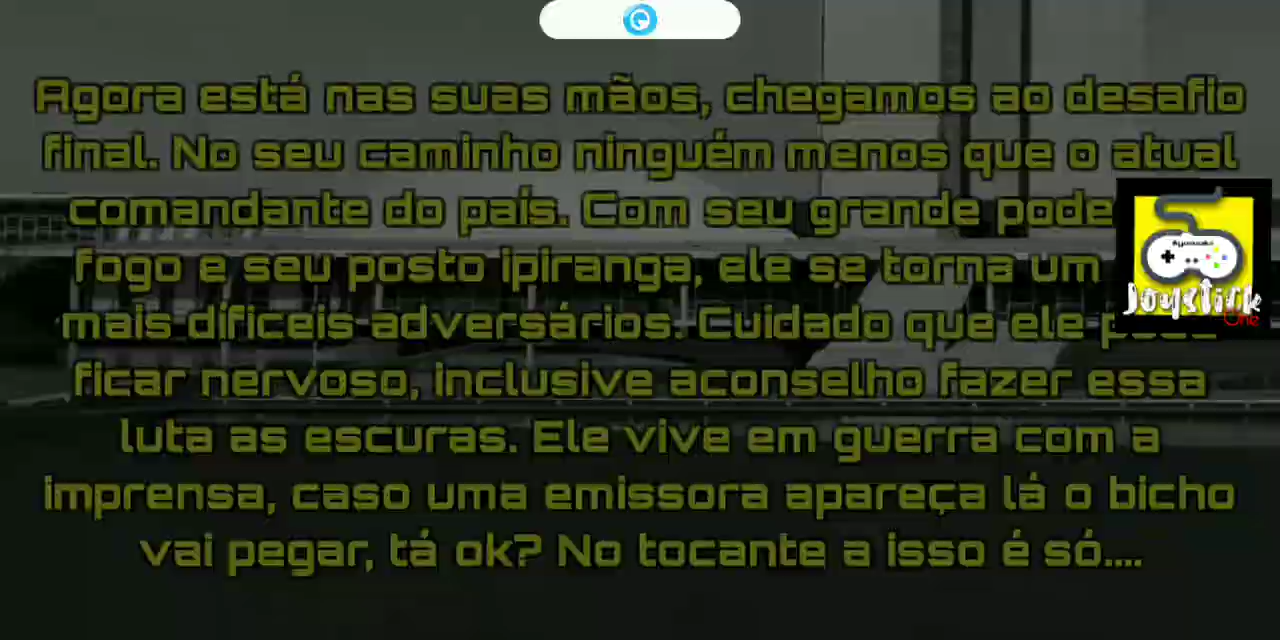 Agora está nas suas mãos, chegamos ao desafio
final. No seu caminho ninguém menos que o atual
comandante do país. Com seu grande
fogo e seu posto ipiranga, ele se torna um
mais dificeis adversários. Cuidado que ele
ficar nervoso, inclusive aconselho fazer essa
luta as escuras. Ele vive em guerra com a
imprensa, caso uma emissora apareça lá o bicho
vai pegar, tá ok? No tocante a isso é só....
Joystick
One